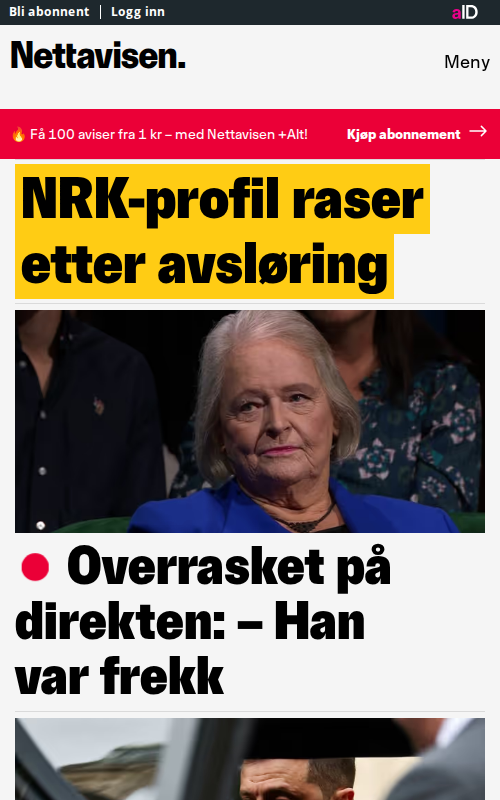 Bli abonnent Logg inn aID
Nettavisen.
Meny
🔥 Få 100 aviser fra 1 kr – med Nettavisen +Alt! Kjøp abonnement →
NRK-profil raser
etter avsløring
Overrasket på
direkten: – Han
var frekk